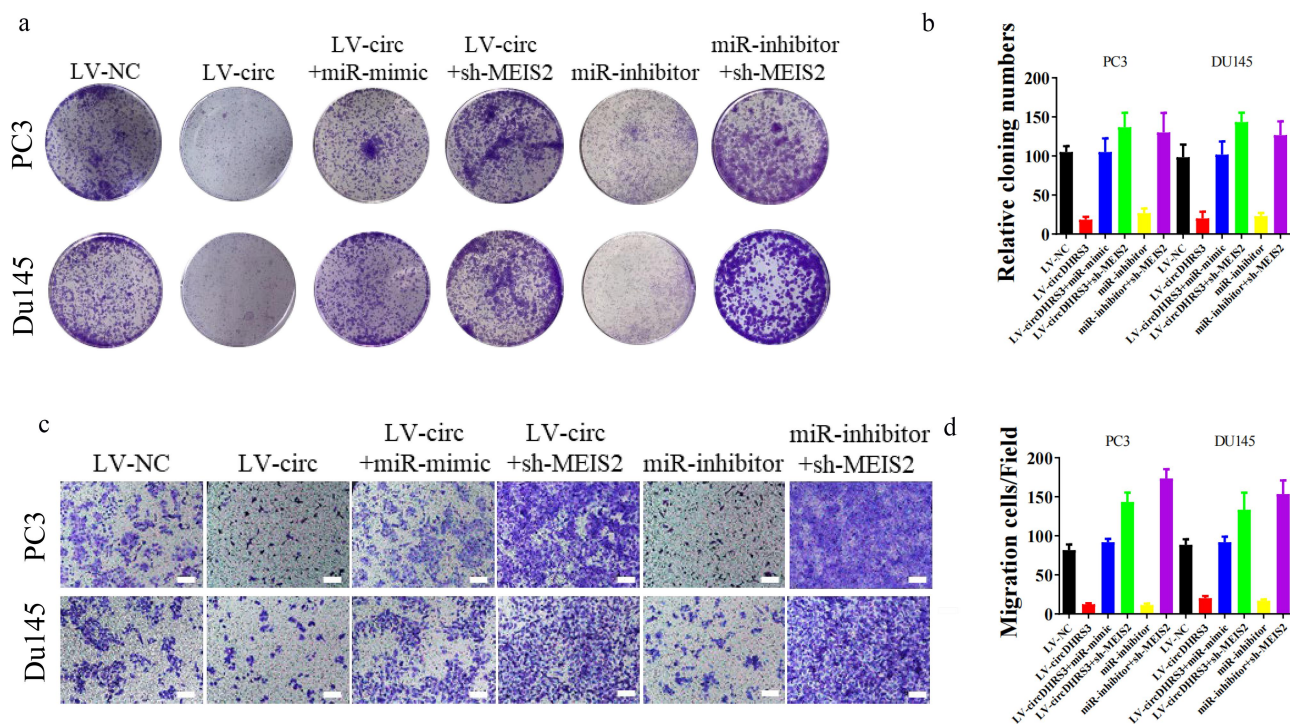 a
LV-NC
LV-circ
LV-circ
+miR-mimic
LV-circ
+sh-MEIS2
miR-inhibitor
miR-inhibitor
+sh-MEIS2
PC3
Du145
b
PC3
DU145
Relative cloning numbers
200
150
100
50
0
LV-NC
LV-circDHRS3
LV-circDHRS3+miR-mimic
LV-circDHRS3+sh-MEIS2
miR-inhibitor
miR-inhibitor+sh-MEIS2
LV-NC
LV-circDHRS3
LV-circDHRS3+miR-mimic
LV-circDHRS3+sh-MEIS2
miR-inhibitor
miR-inhibitor+sh-MEIS2
c
LV-NC
LV-circ
LV-circ
+miR-mimic
LV-circ
+sh-MEIS2
miR-inhibitor
miR-inhibitor
+sh-MEIS2
PC3
Du145
d
PC3
DU145
Migration cells/Field
200
150
100
50
0
LV-NC
LV-circDHRS3
LV-circDHRS3+miR-mimic
LV-circDHRS3+sh-MEIS2
miR-inhibitor
miR-inhibitor+sh-MEIS2
LV-NC
LV-circDHRS3
LV-circDHRS3+miR-mimic
LV-circDHRS3+sh-MEIS2
miR-inhibitor
miR-inhibitor+sh-MEIS2